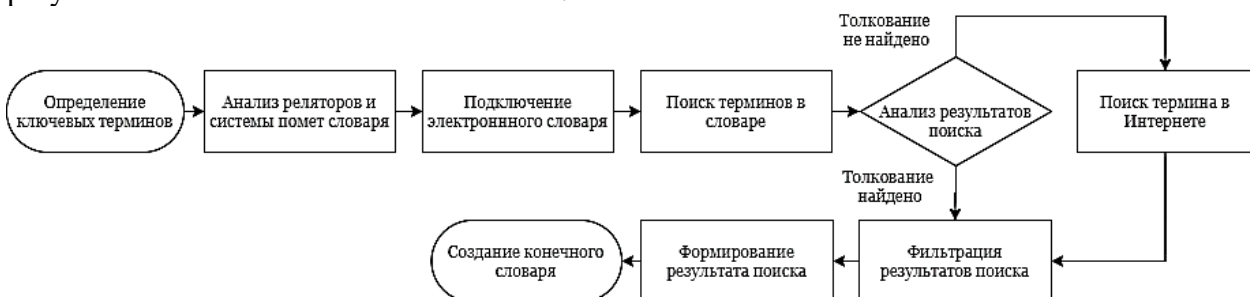 Толкование
не найдено
Определение
ключевых терминов
Анализ реляторов и
системы помет словаря
Подключение
электроннного словаря
Поиск терминов в
словаре
Анализ результатов
поиска
Поиск термина в
Интернете
Толкование
найдено
Создание конечного
словаря
Формирование
результата поиска
Фильтрация
результатов поиска